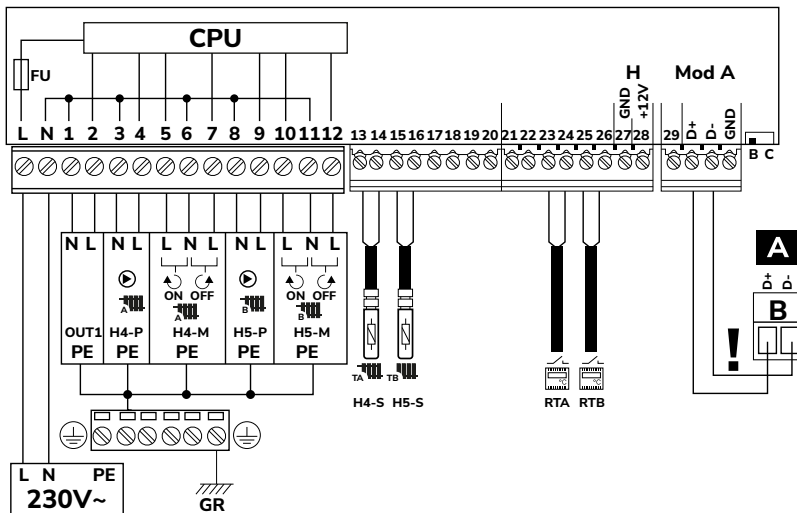 CPU
FU
H Mod A
GND +12V D+ D- GND
L N 1 2 3 4 5 6 7 8 9 10 11 12 13 14 15 16 17 18 19 20 21 22 23 24 25 26 27 28 29
B C
N L N L L N L N L L N L
A
D+ D-
B
ON OFF ON OFF
A A B B
OUT1 H4-P H4-M H5-P H5-M
PE PE PE PE PE
!
TA TB
°C °C
H4-S H5-S RTA RTB
L N PE
230V~
GR